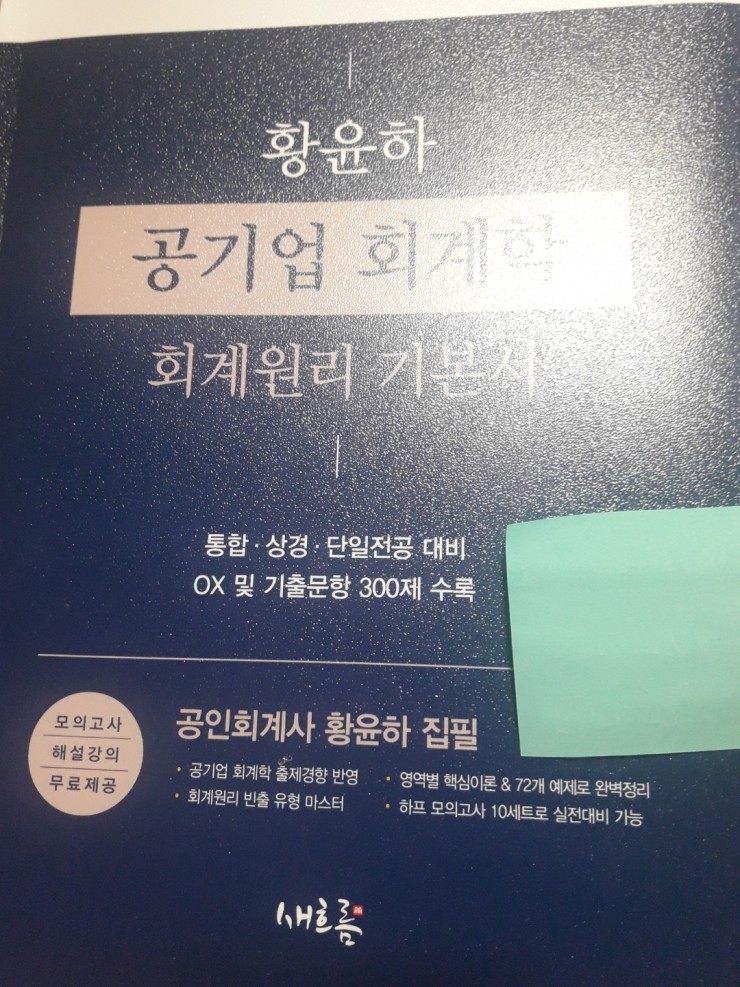 황윤하
공기업 회계학
회계원리 기본서
통합·상경·단일전공 대비
OX 및 기출문항 300제 수록
모의고사
해설강의
무료제공
공인회계사 황윤하 집필
• 공기업 회계학 출제경향 반영
• 회계원리 빈출 유형 마스터
• 영역별 핵심이론 & 72개 예제로 완벽정리
• 하프 모의고사 10세트로 실전대비 가능
새흐름